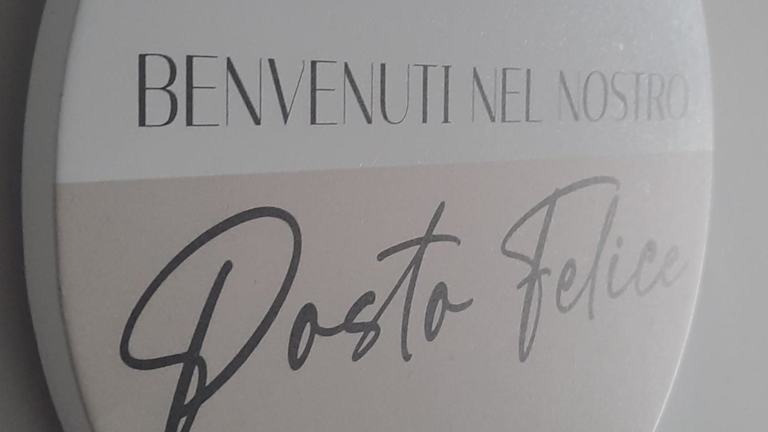 BENVENUTI NEL NOSTRO
Posto Felice